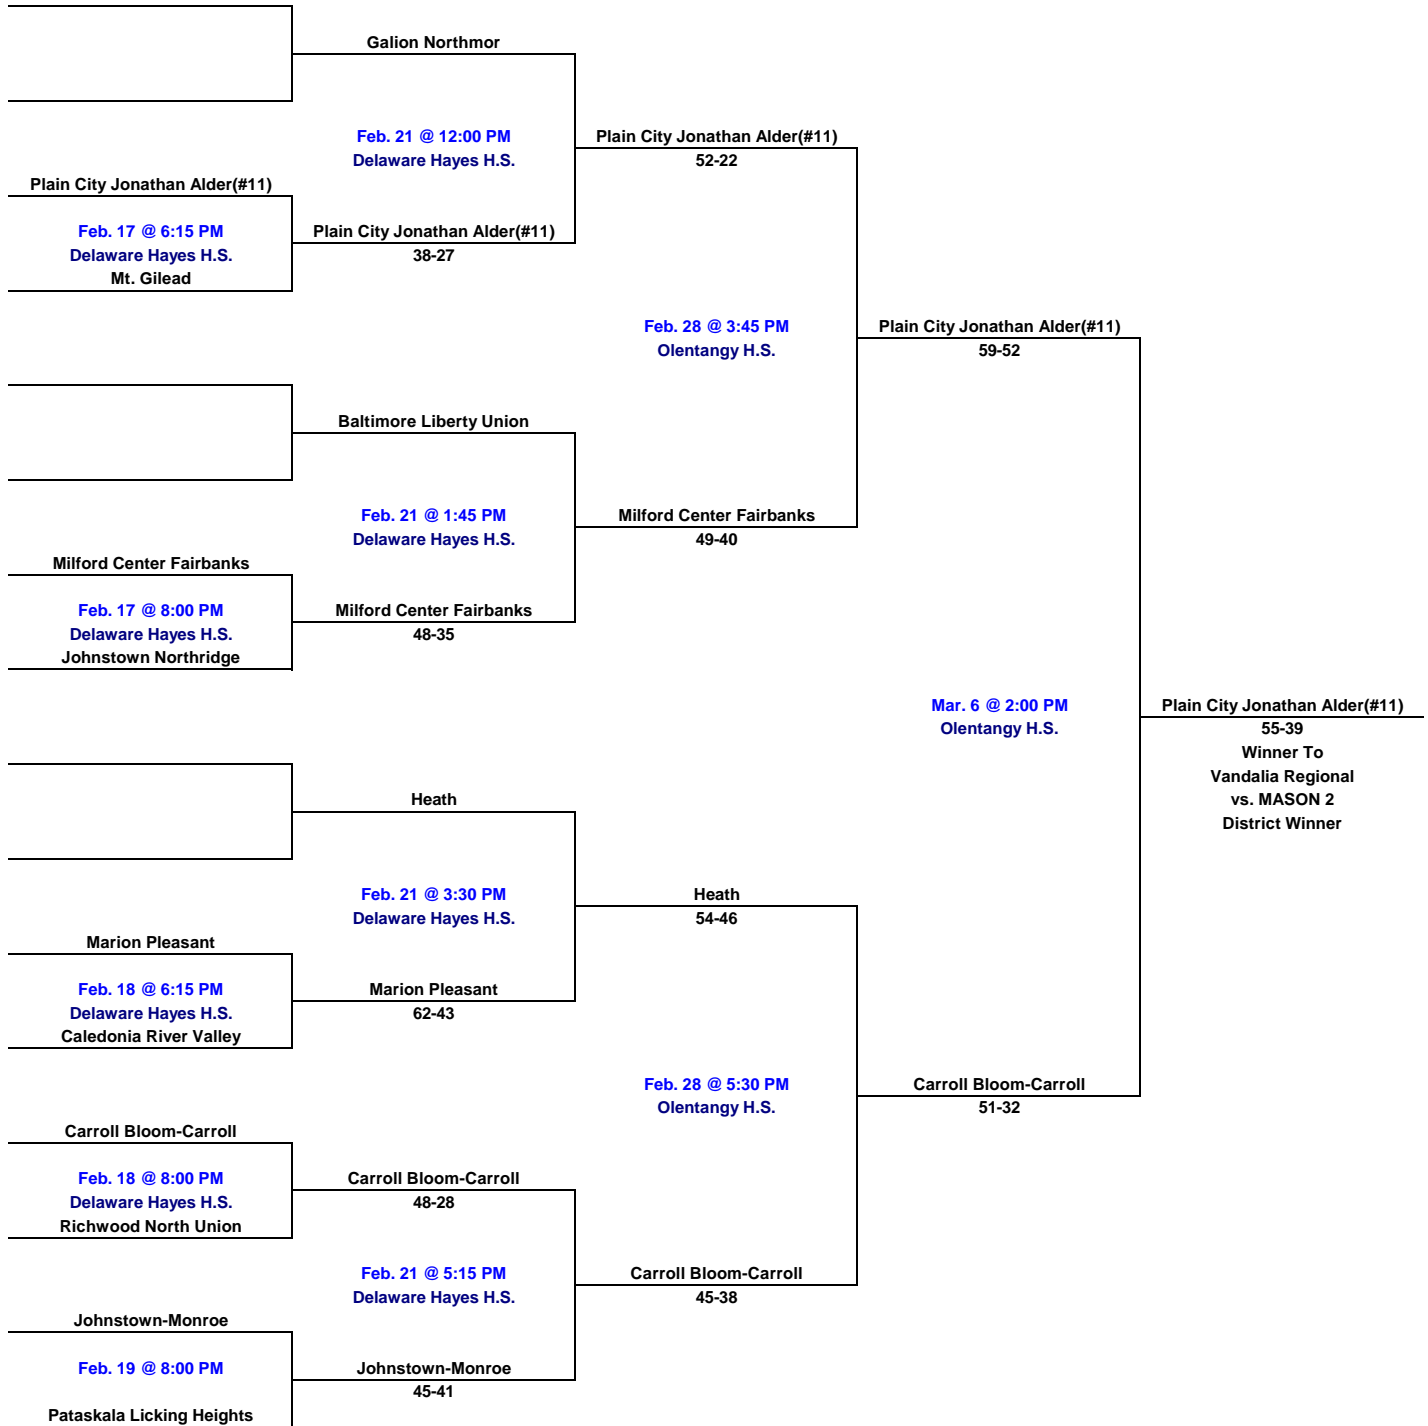 Galion Northmor
Feb. 21 @ 12:00 PM
Delaware Hayes H.S.
Plain City Jonathan Alder(#11)
52-22
Plain City Jonathan Alder(#11)
Feb. 17 @ 6:15 PM
Delaware Hayes H.S.
Mt. Gilead
Plain City Jonathan Alder(#11)
38-27
Feb. 28 @ 3:45 PM
Olentangy H.S.
Plain City Jonathan Alder(#11)
59-52
Baltimore Liberty Union
Feb. 21 @ 1:45 PM
Delaware Hayes H.S.
Milford Center Fairbanks
49-40
Milford Center Fairbanks
Feb. 17 @ 8:00 PM
Delaware Hayes H.S.
Johnstown Northridge
Milford Center Fairbanks
48-35
Mar. 6 @ 2:00 PM
Olentangy H.S.
Plain City Jonathan Alder(#11)
55-39
Winner To
Vandalia Regional
vs. MASON 2
District Winner
Heath
Feb. 21 @ 3:30 PM
Delaware Hayes H.S.
Heath
54-46
Marion Pleasant
Feb. 18 @ 6:15 PM
Delaware Hayes H.S.
Caledonia River Valley
Marion Pleasant
62-43
Feb. 28 @ 5:30 PM
Olentangy H.S.
Carroll Bloom-Carroll
51-32
Carroll Bloom-Carroll
Feb. 18 @ 8:00 PM
Delaware Hayes H.S.
Richwood North Union
Carroll Bloom-Carroll
48-28
Feb. 21 @ 5:15 PM
Delaware Hayes H.S.
Carroll Bloom-Carroll
45-38
Johnstown-Monroe
Feb. 19 @ 8:00 PM
Pataskala Licking Heights
Johnstown-Monroe
45-41